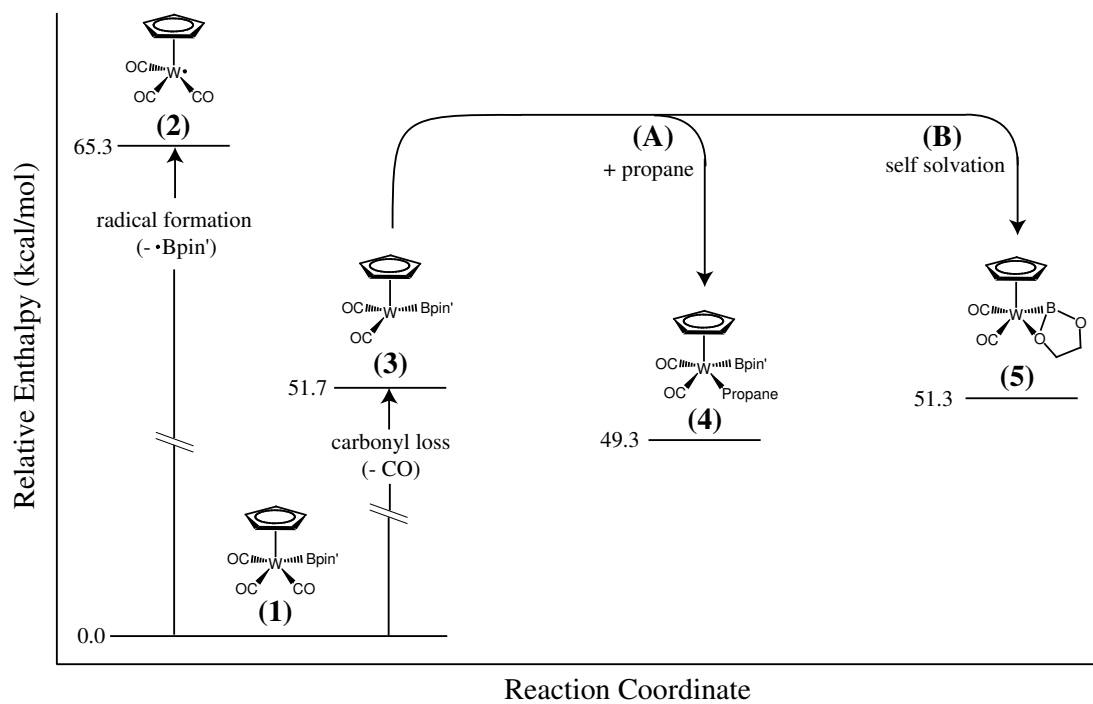 OC
W•
OC
CO
(2)
65.3
radical formation
(- •Bpin')
(A)
+ propane
(B)
self solvation
OC
W
Bpin'
OC
(3)
51.7
carbonyl loss
(- CO)
OC
W
Bpin'
OC
Propane
(4)
49.3
OC
W
B
O
OC
O
(5)
51.3
OC
W
Bpin'
OC
CO
(1)
0.0
Relative Enthalpy (kcal/mol)
Reaction Coordinate